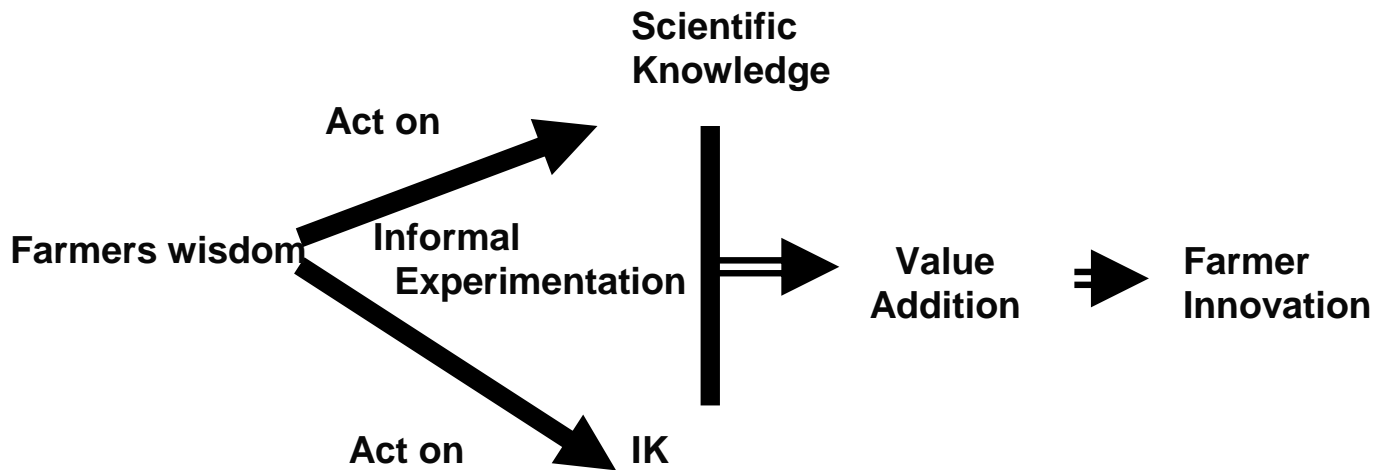 Scientific
Knowledge
Act on
Farmers wisdom
Informal
Experimentation
Value
Addition
Farmer
Innovation
Act on
IK